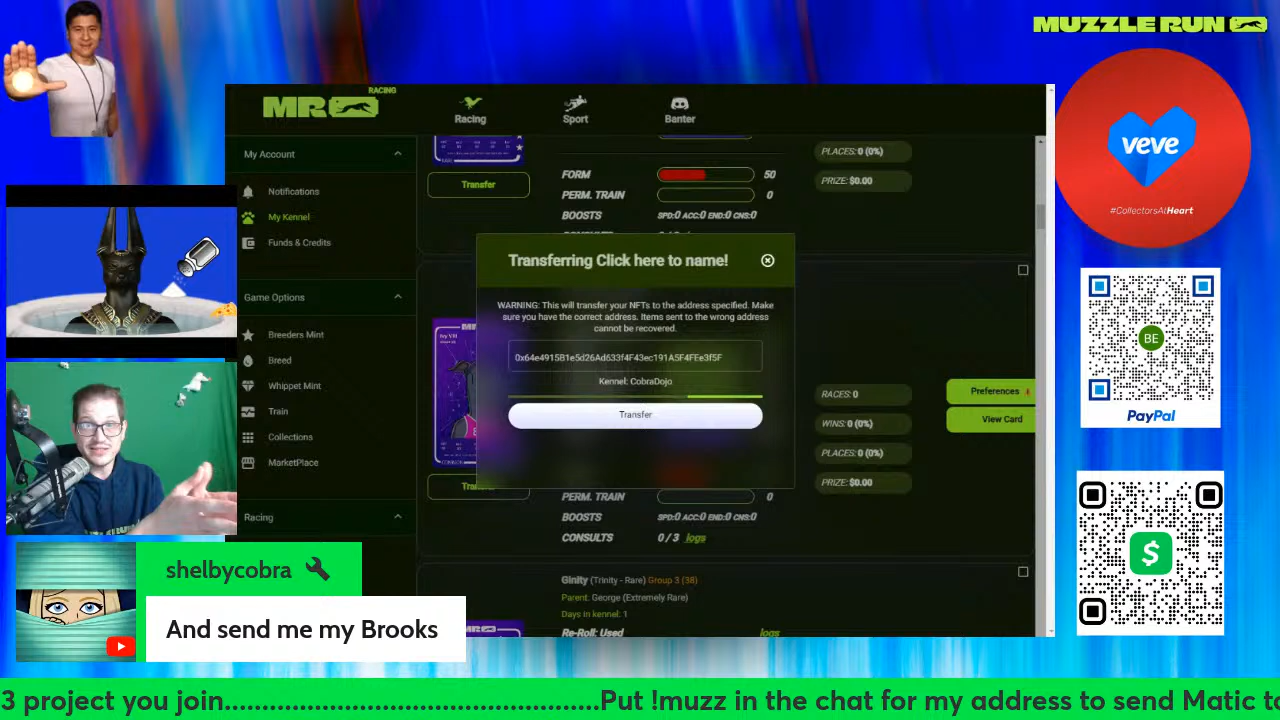 MUZZLE RUN
RACING
MR
Racing
Sport
Banter
My Account
Notifications
My Kennel
Funds & Credits
Game Options
Breeders Mint
Breed
Whippet Mint
Train
Collections
MarketPlace
Racing
Transfer
FORM
50
PERM. TRAIN
0
BOOSTS
SPD:0 ACC:0 END:0 CNS:0
PLACES: 0 (0%)
PRIZE: $0.00
Transferring Click here to name!
WARNING: This will transfer your NFTs to the address specified. Make
sure you have the correct address. Items sent to the wrong address
cannot be recovered.
0x64e4915B1e5d26Ad633f4F43ec191A5F4FEe3f5F
Kennel: CobraDojo
Transfer
RACES: 0
WINS: 0 (0%)
PLACES: 0 (0%)
PRIZE: $0.00
Preferences
View Card
PERM. TRAIN
0
BOOSTS
SPD:0 ACC:0 END:0 CNS:0
CONSULTS
0 / 3 logs
Ginity (Trinity - Rare) Group 3 (38)
Parent: George (Extremely Rare)
Days in kennel: 1
Re-Roll: Used
logs
veve
#CollectorsAtHeart
BE
PayPal
$
shelbycobra
And send me my Brooks
3 project you join
Put !muzz in the chat for my address to send Matic to